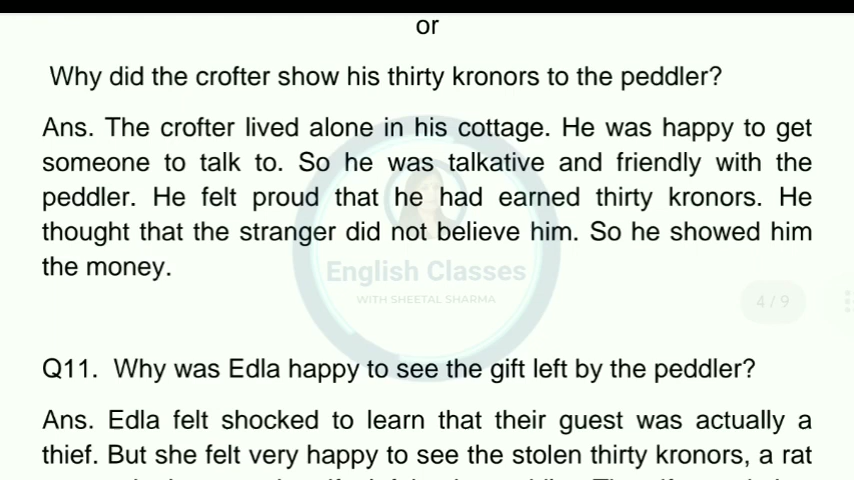 or
Why did the crofter show his thirty kronors to the peddler?
Ans. The crofter lived alone in his cottage. He was happy to get
someone to talk to. So he was talkative and friendly with the
peddler. He felt proud that he had earned thirty kronors. He
thought that the stranger did not believe him. So he showed him
the money.
English Classes
WITH SHEETAL SHARMA
4/9
Q11. Why was Edla happy to see the gift left by the peddler?
Ans. Edla felt shocked to learn that their guest was actually a
thief. But she felt very happy to see the stolen thirty kronors, a rat